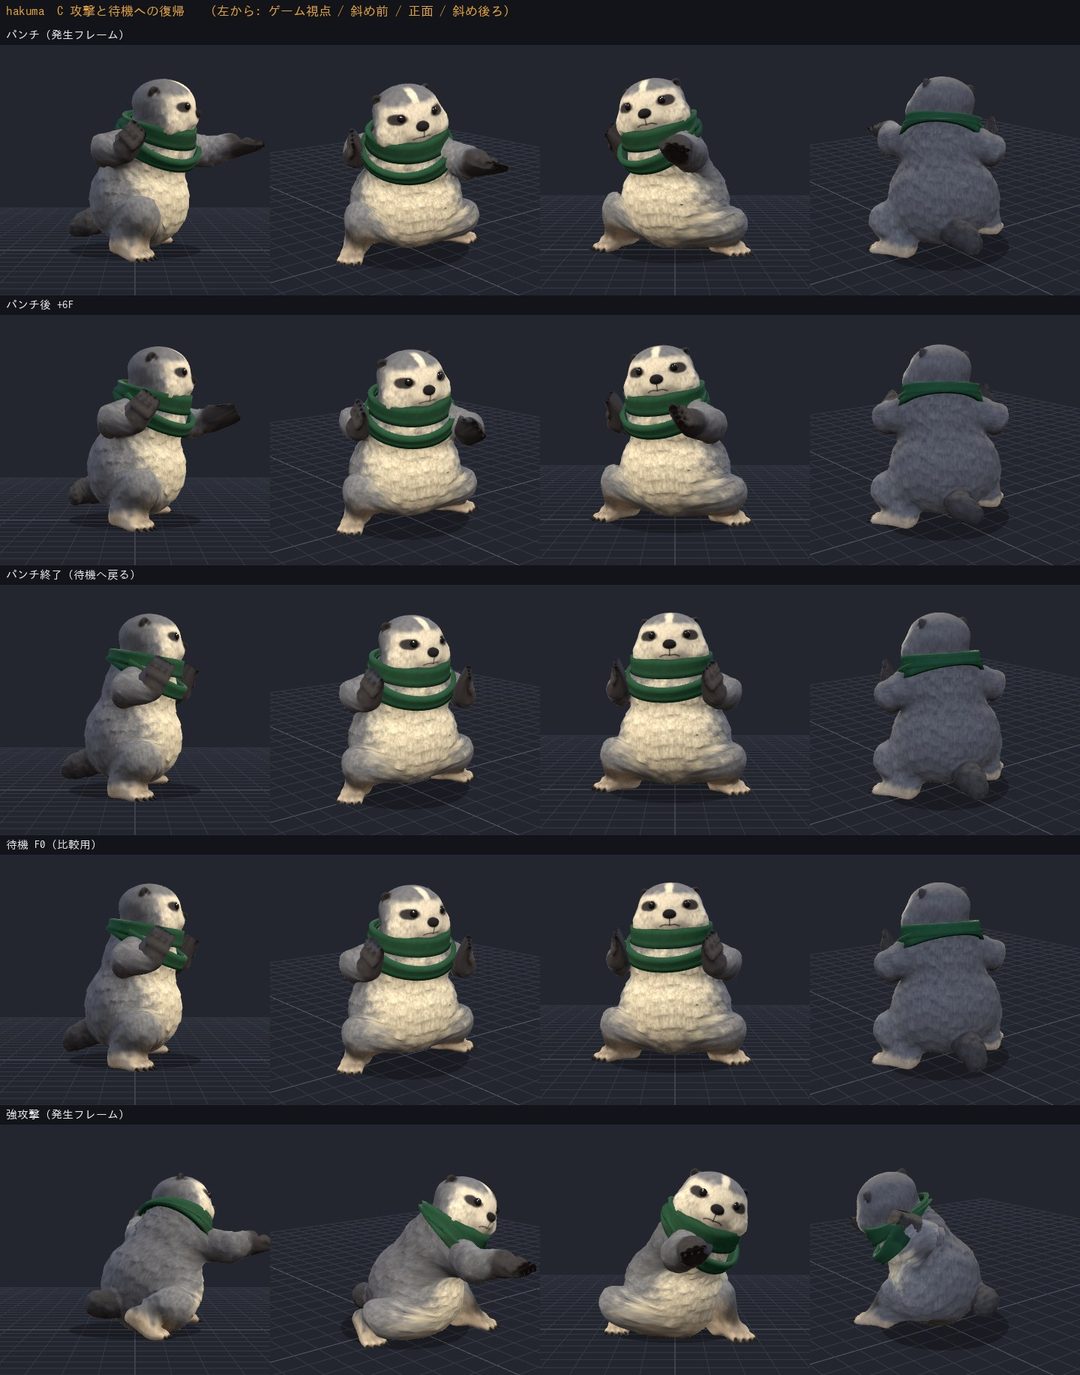 hakuma C 攻撃と待機への復帰 （左から: ゲーム視点 / 斜め前 / 正面 / 斜め後ろ）
パンチ（発生フレーム）
パンチ後 +6F
パンチ終了（待機へ戻る）
待機 F0（比較用）
強攻撃（発生フレーム）